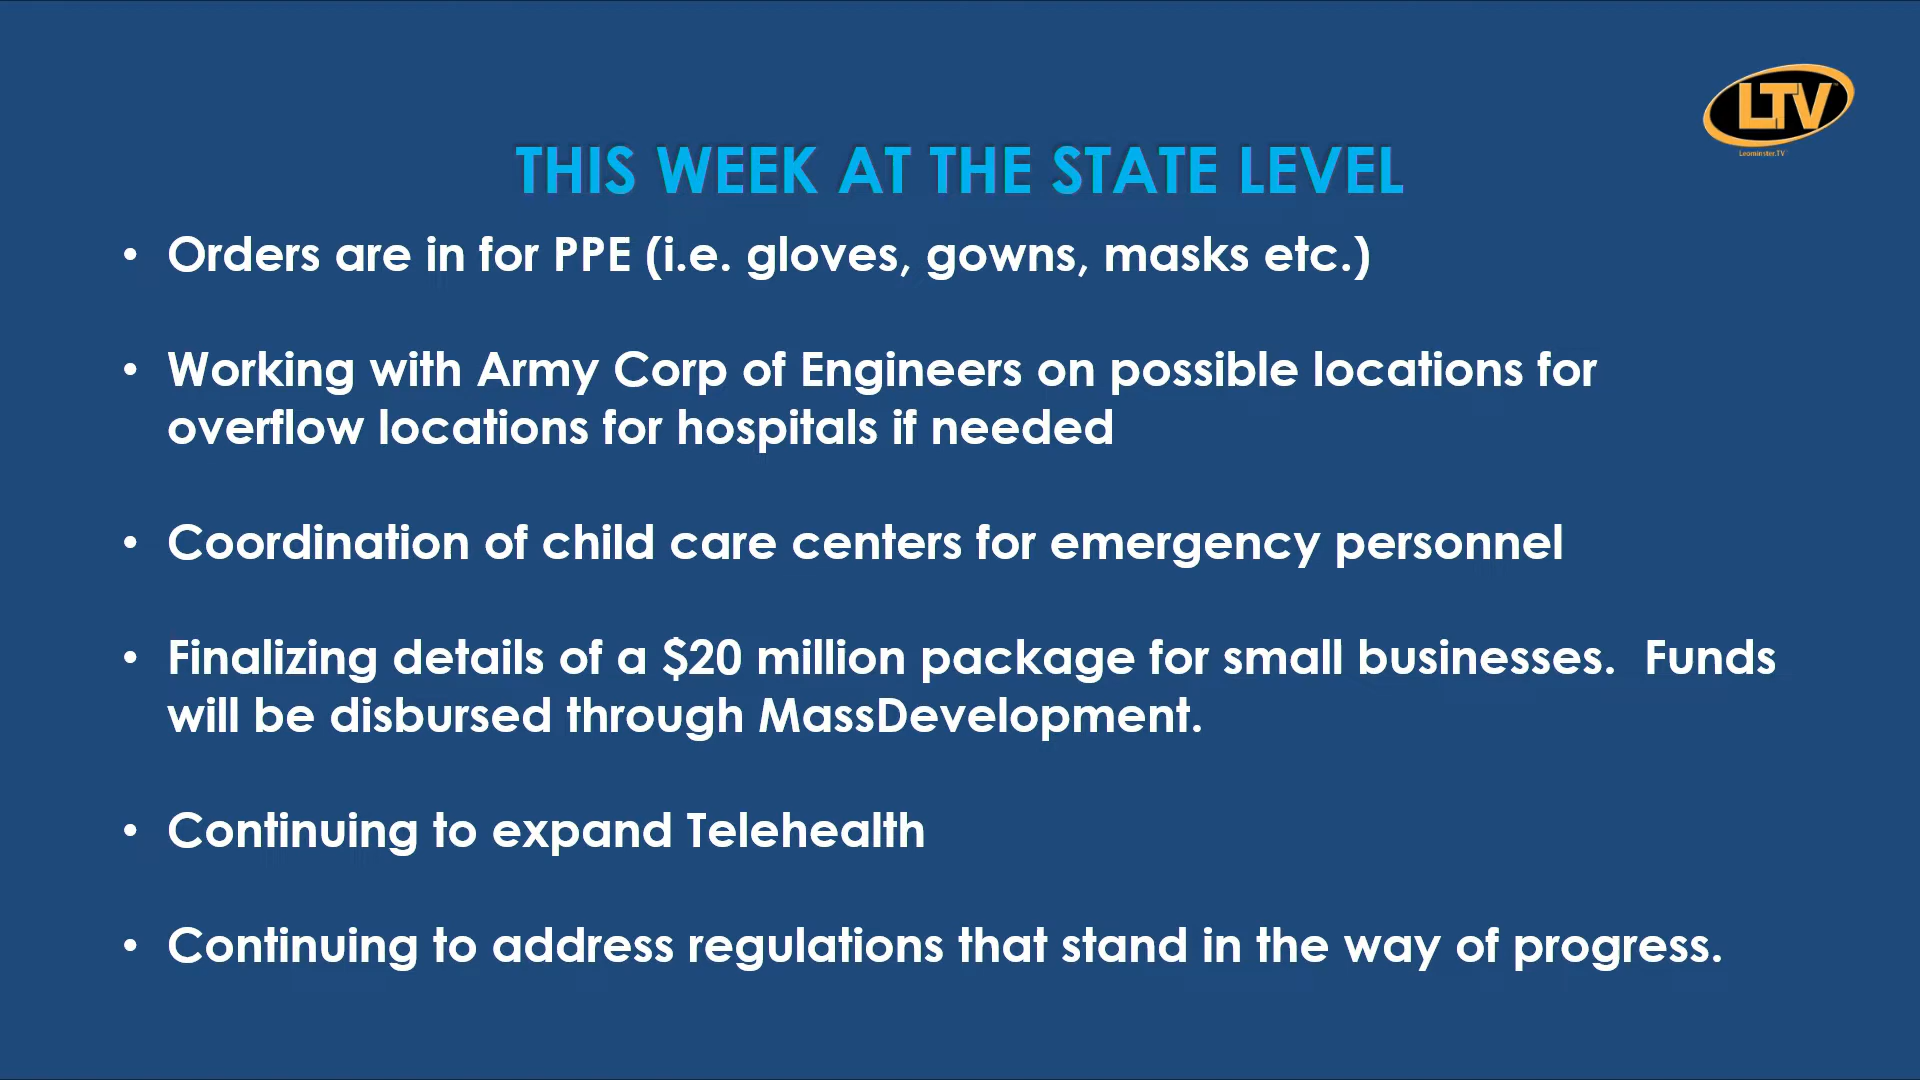 LTV
Leominster.TV
THIS WEEK AT THE STATE LEVEL
• Orders are in for PPE (i.e. gloves, gowns, masks etc.)
• Working with Army Corp of Engineers on possible locations for
overflow locations for hospitals if needed
• Coordination of child care centers for emergency personnel
• Finalizing details of a $20 million package for small businesses.  Funds
will be disbursed through MassDevelopment.
• Continuing to expand Telehealth
• Continuing to address regulations that stand in the way of progress.